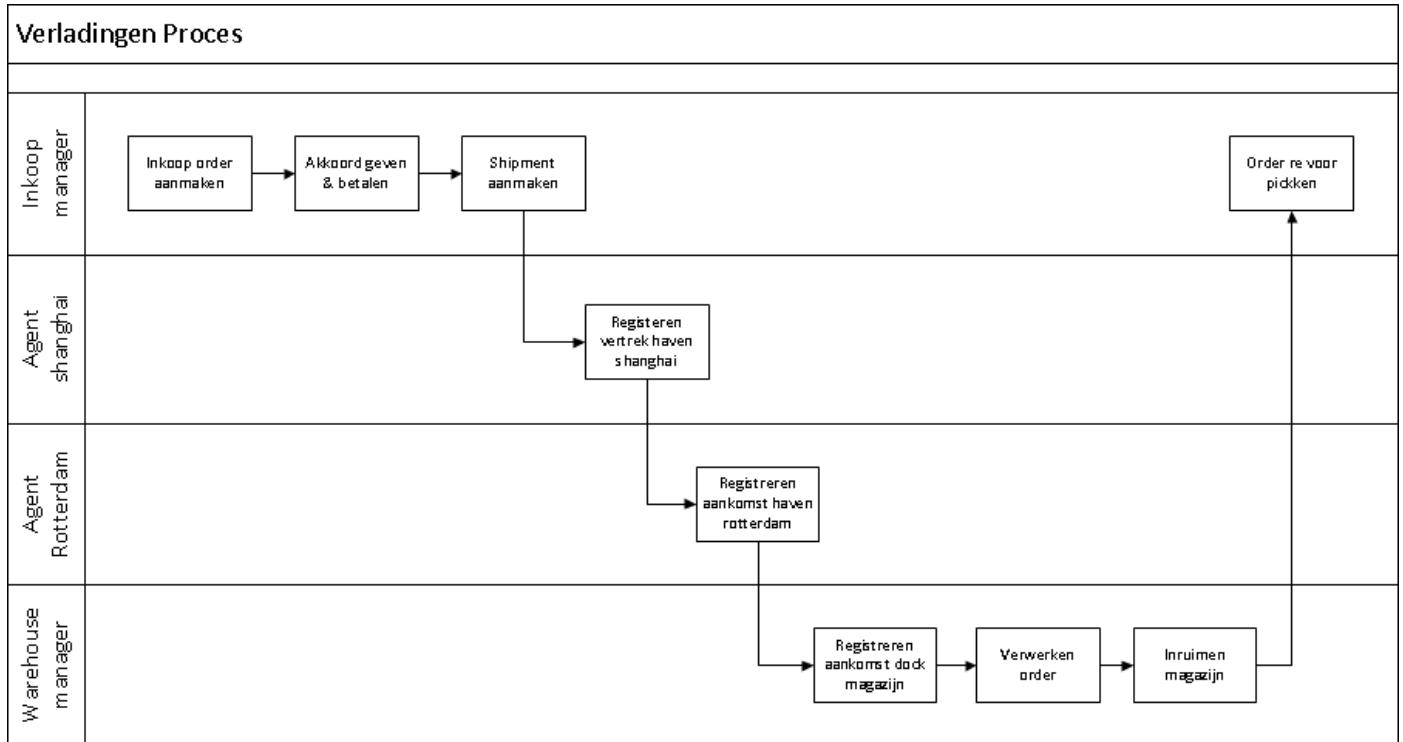 Verladingen Proces
Inkoop
manager
Inkoop order
aanmaken
Akkoord geven
& betalen
Shipment
aanmaken
Order re voor
pickken
Agent
shanghai
Registeren
vertrek haven
shanghai
Agent
Rotterdam
Registreren
aankomst haven
rotterdam
Warehouse
manager
Registreren
aankomst dock
magazijn
Verwerken
order
Inruimen
magazijn